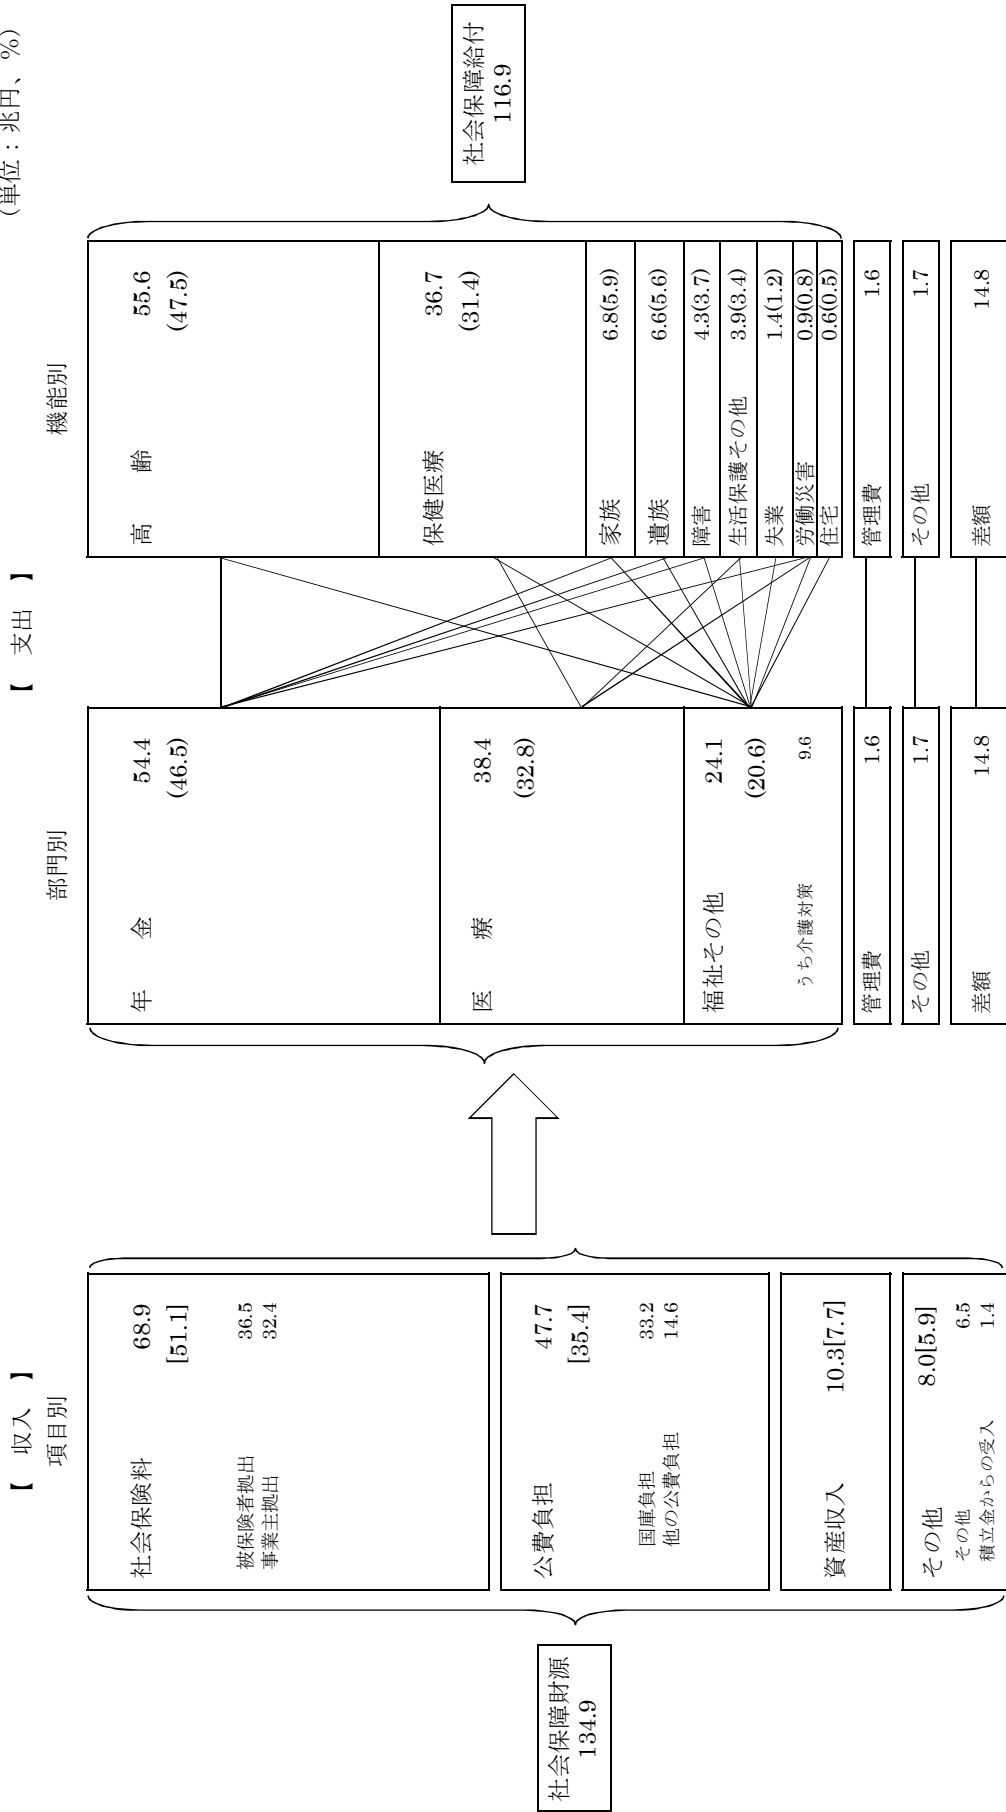 (単位：兆円、%)
【 収入 】
【 支出 】
項目別
部門別
機能別
社会保障財源
134.9
社会保険料 68.9
[51.1]
被保険者拠出 36.5
事業主拠出 32.4
公費負担 47.7
[35.4]
国庫負担 33.2
他の公費負担 14.6
資産収入 10.3[7.7]
その他 8.0[5.9]
その他 6.5
積立金からの受入 1.4
年金 54.4
(46.5)
医療 38.4
(32.8)
福祉その他 24.1
(20.6)
うち介護対策 9.6
管理費 1.6
その他 1.7
差額 14.8
高齢 55.6
(47.5)
保健医療 36.7
(31.4)
家族 6.8(5.9)
遺族 6.6(5.6)
障害 4.3(3.7)
生活保護その他 3.9(3.4)
失業 1.4(1.2)
労働災害 0.9(0.8)
住宅 0.6(0.5)
管理費 1.6
その他 1.7
差額 14.8
社会保障給付
116.9